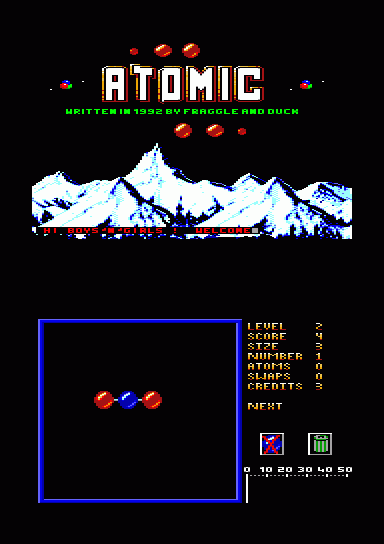 ATOMIC
WRITTEN IN 1992 BY FRAGGLE AND DUCK
HI BOYS'N'GIRLS ! WELCOME
LEVEL 2
SCORE 4
SIZE 3
NUMBER 1
ATOMS 0
SWAPS 0
CREDITS 3
NEXT
0 10 20 30 40 50